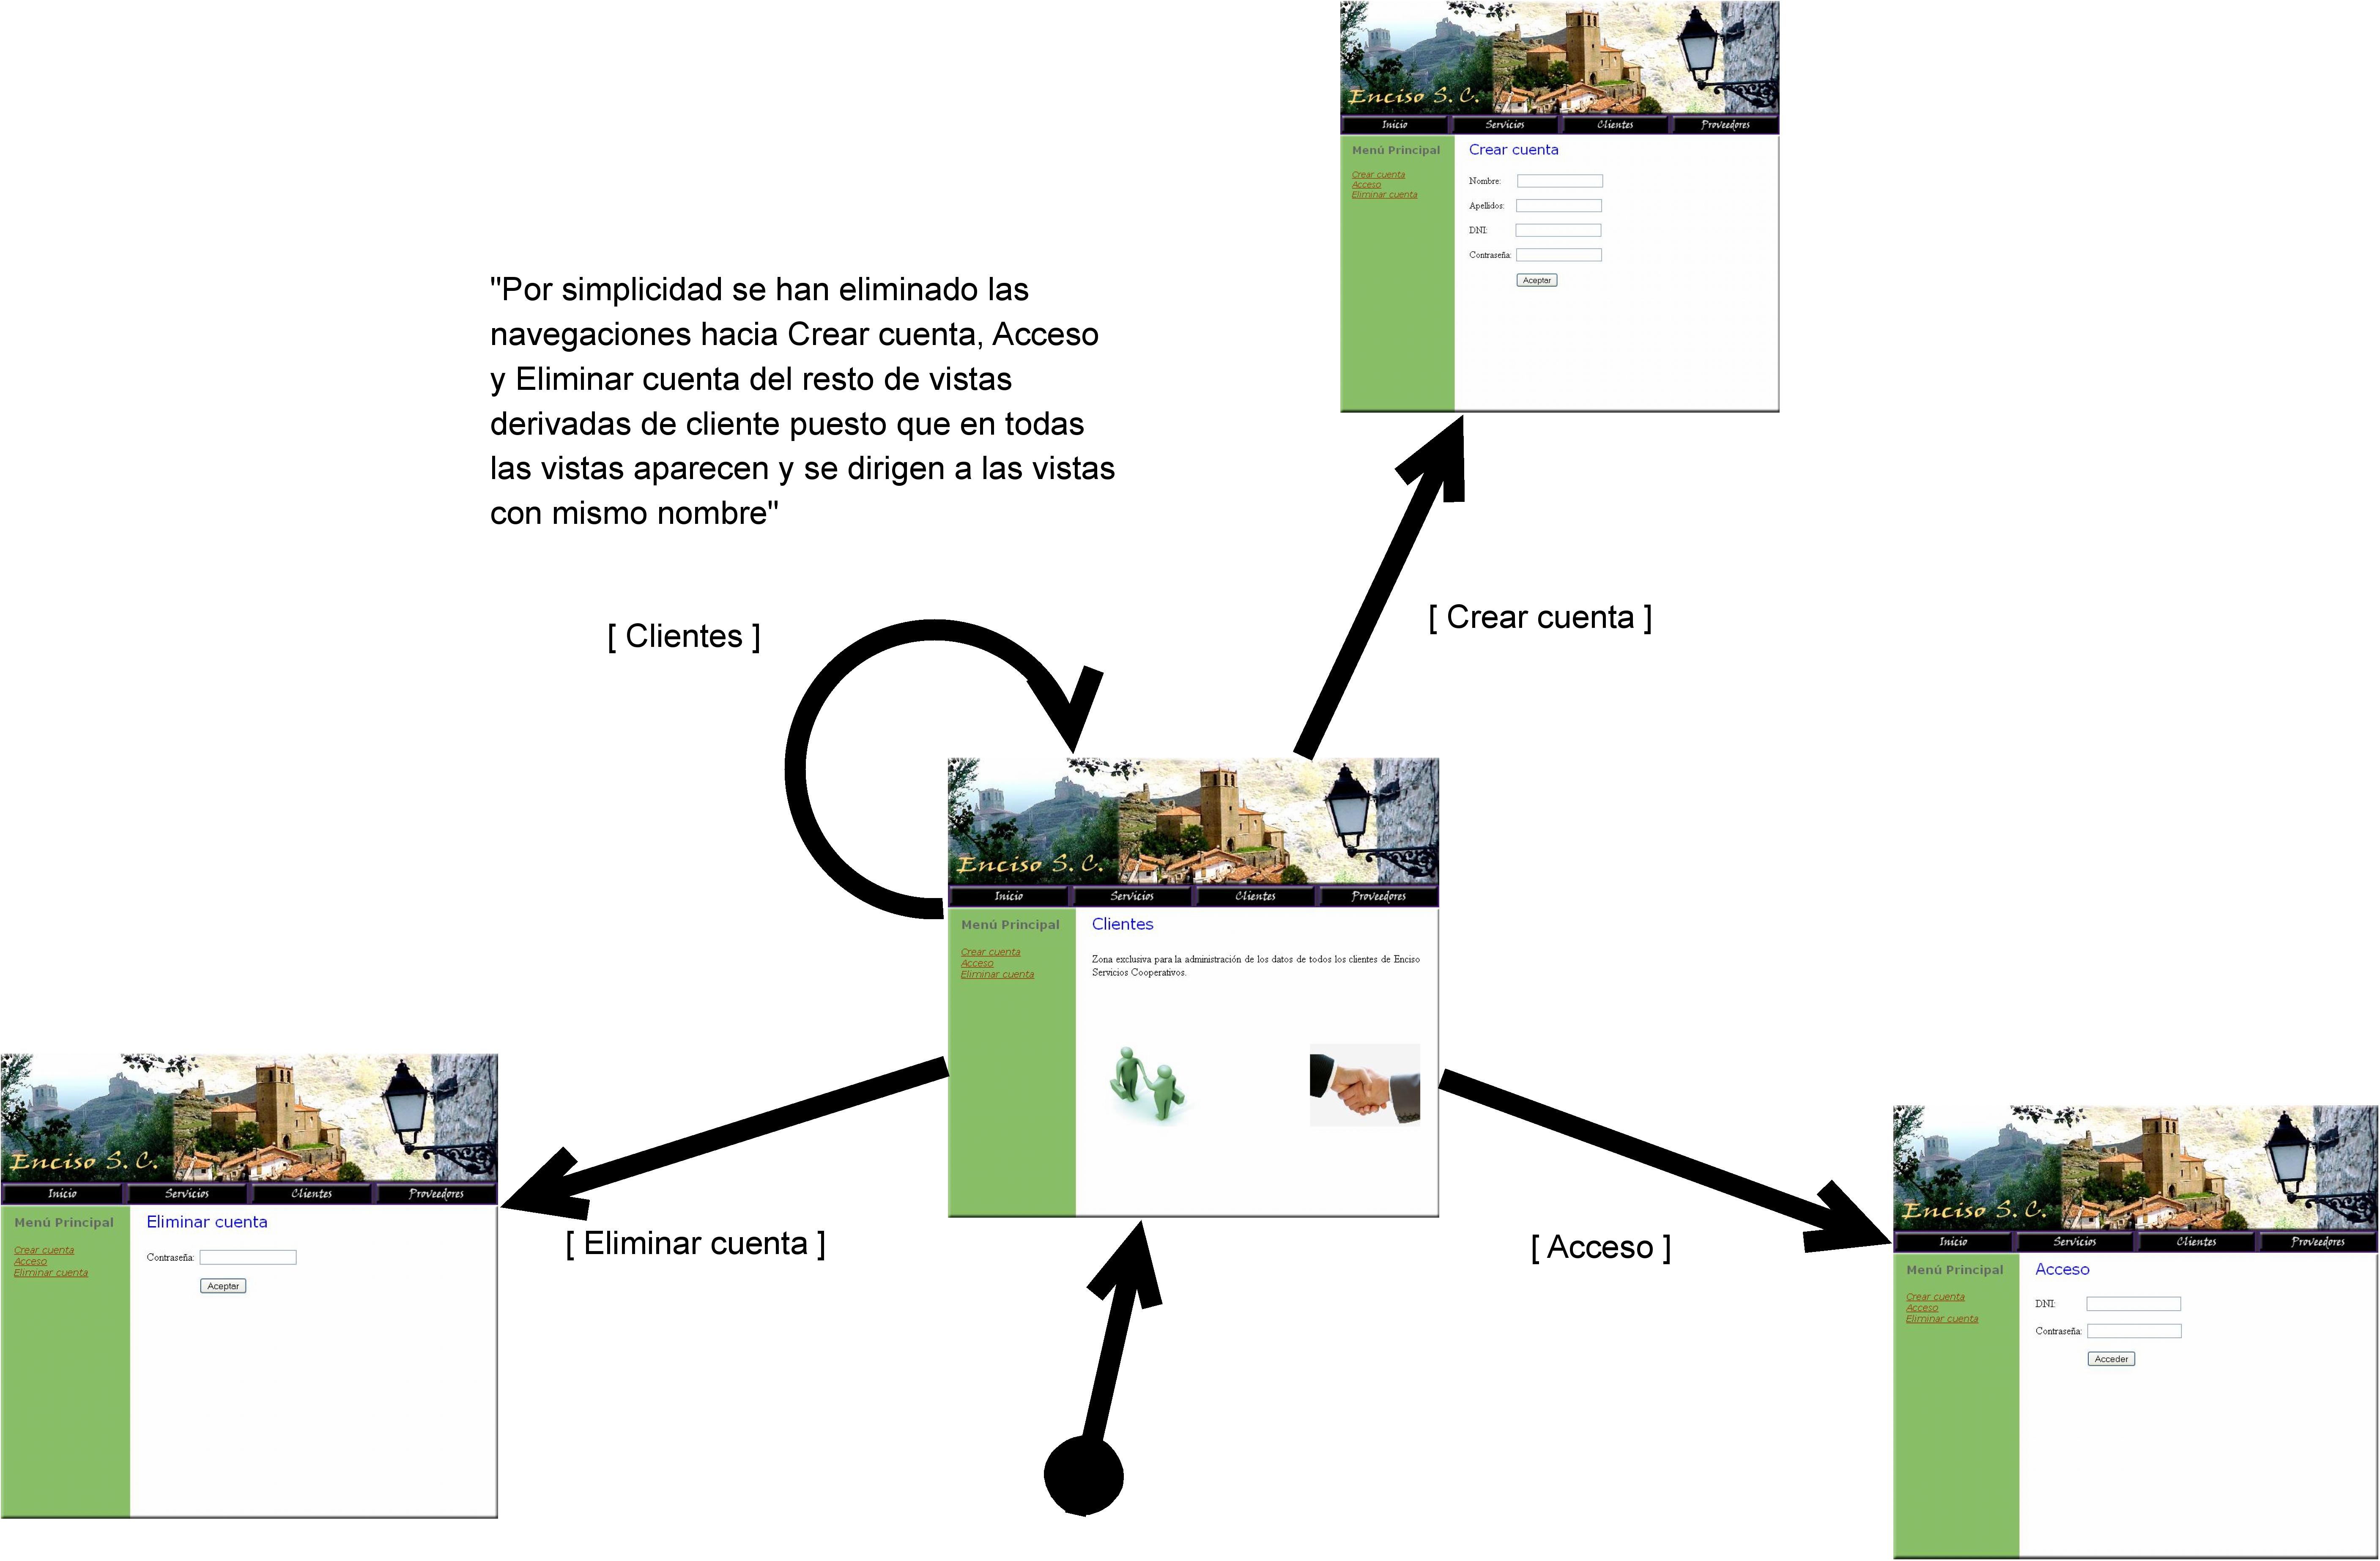 Enciso S. C.
Inicio Servicios Clientes Proveedores
Menú Principal
Crear cuenta
Acceso
Eliminar cuenta
Crear cuenta
Nombre:
Apellidos:
DNI:
Contraseña:
Aceptar
"Por simplicidad se han eliminado las
navegaciones hacia Crear cuenta, Acceso
y Eliminar cuenta del resto de vistas
derivadas de cliente puesto que en todas
las vistas aparecen y se dirigen a las vistas
con mismo nombre"
[ Clientes ]
[ Crear cuenta ]
Enciso S. C.
Inicio Servicios Clientes Proveedores
Menú Principal
Crear cuenta
Acceso
Eliminar cuenta
Clientes
Zona exclusiva para la administración de los datos de todos los clientes de Enciso
Servicios Cooperativos.
Enciso S. C.
Inicio Servicios Clientes Proveedores
Menú Principal
Crear cuenta
Acceso
Eliminar cuenta
Eliminar cuenta
Contraseña:
Aceptar
[ Eliminar cuenta ]
[ Acceso ]
Enciso S. C.
Inicio Servicios Clientes Proveedores
Menú Principal
Crear cuenta
Acceso
Eliminar cuenta
Acceso
DNI:
Contraseña:
Acceder